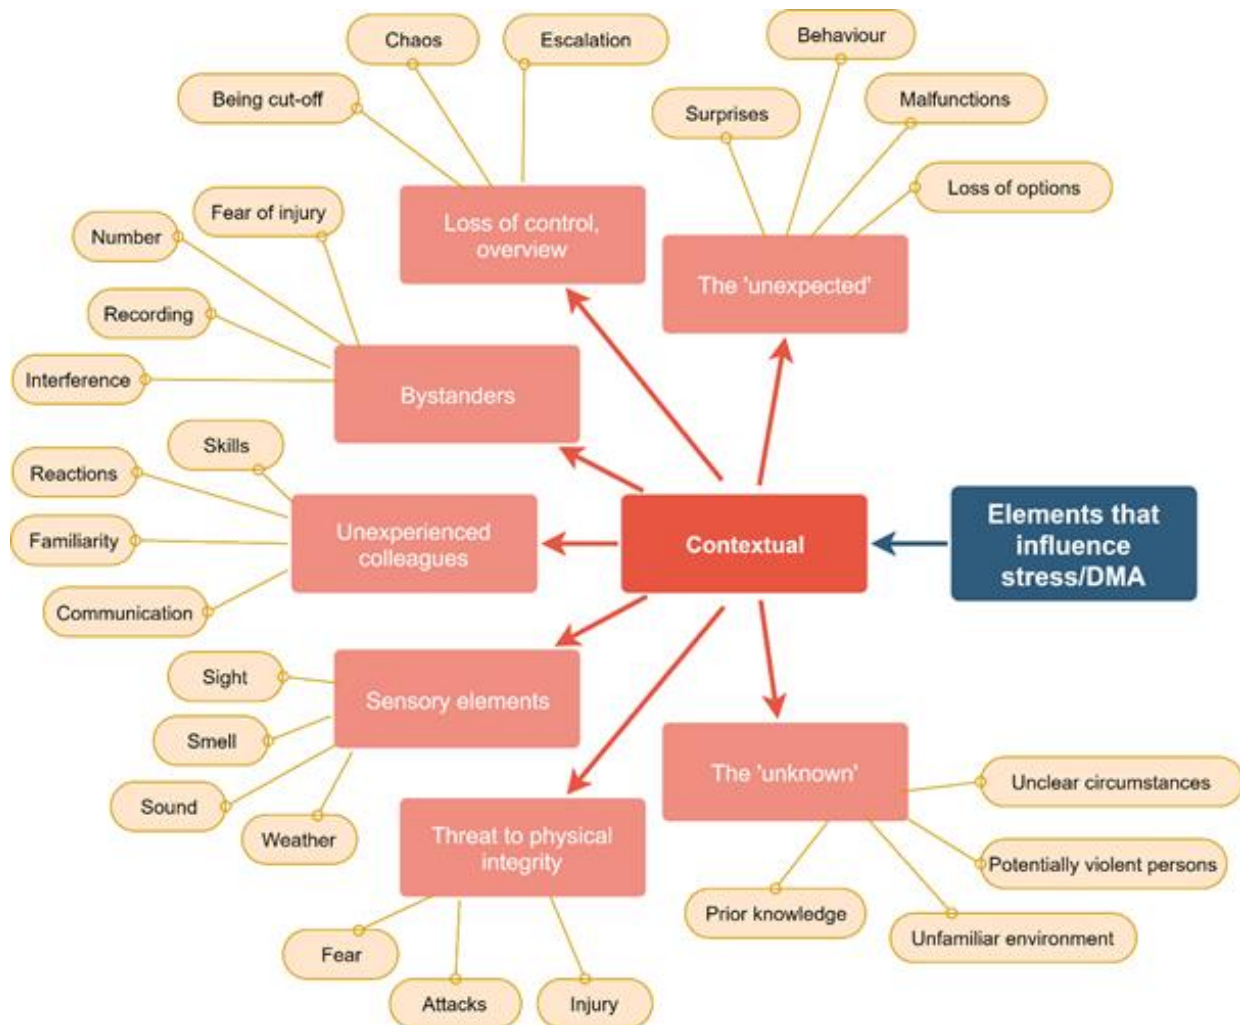 Chaos
Escalation
Behaviour
Being cut-off
Surprises
Malfunctions
Loss of options
Loss of control,
overview
The 'unexpected'
Fear of injury
Number
Recording
Interference
Bystanders
Skills
Reactions
Familiarity
Communication
Unexperienced
colleagues
Contextual
Elements that
influence
stress/DMA
Sight
Smell
Sound
Weather
Sensory elements
The 'unknown'
Unclear circumstances
Potentially violent persons
Prior knowledge
Unfamiliar environment
Threat to physical
integrity
Fear
Attacks
Injury